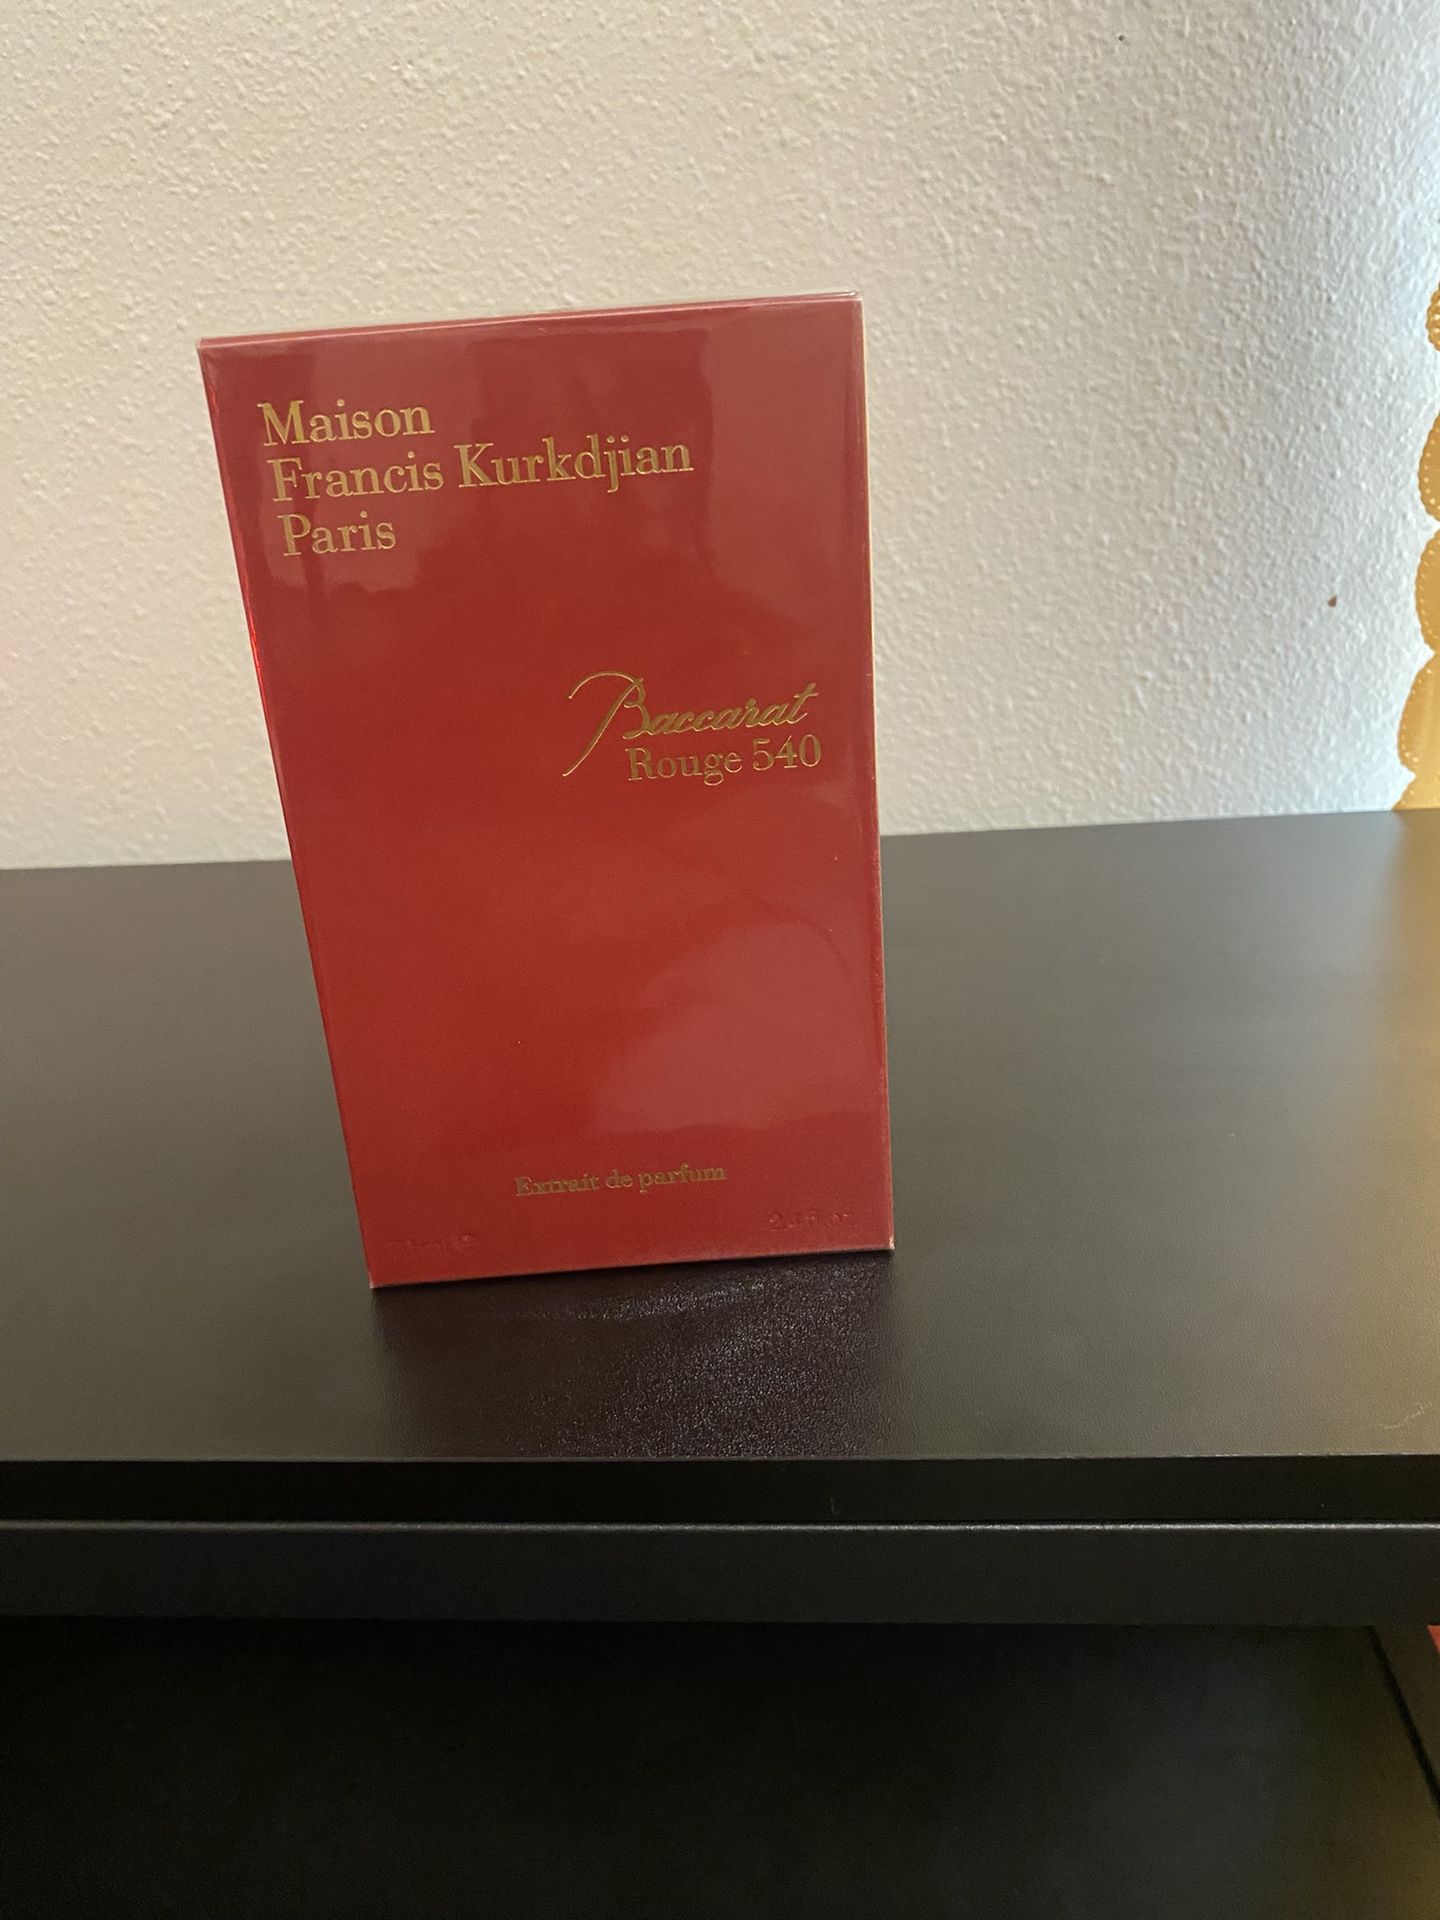 Maison
Francis Kurkdjian
Paris
Baccarat
Rouge 540
Extrait de parfum